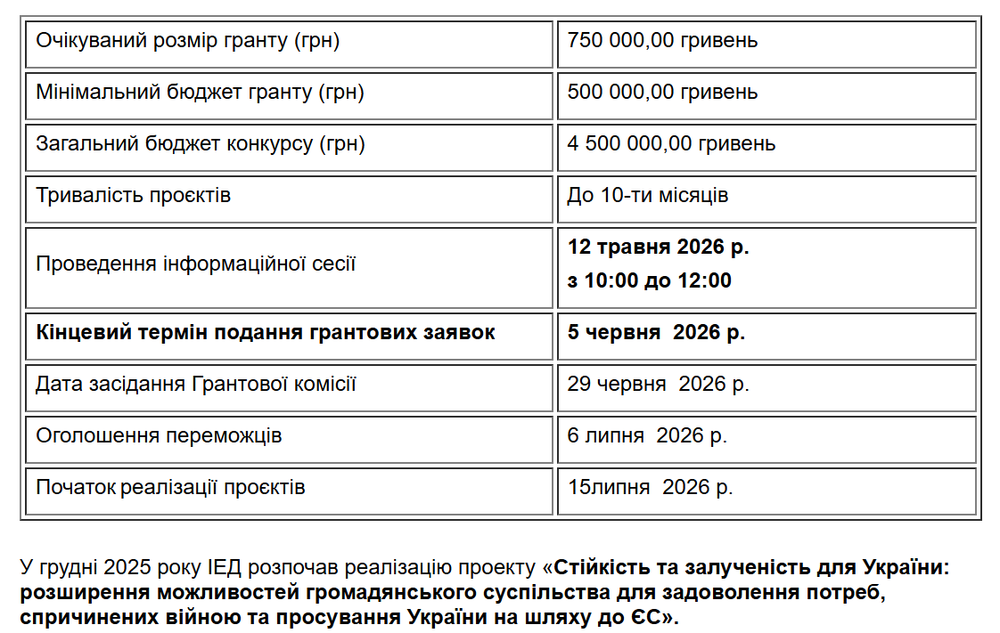 Очікуваний розмір гранту (грн) 750 000,00 гривень
Мінімальний бюджет гранту (грн) 500 000,00 гривень
Загальний бюджет конкурсу (грн) 4 500 000,00 гривень
Тривалість проєктів До 10-ти місяців
Проведення інформаційної сесії 12 травня 2026 р.
з 10:00 до 12:00
Кінцевий термін подання грантових заявок 5 червня  2026 р.
Дата засідання Грантової комісії 29 червня  2026 р.
Оголошення переможців 6 липня  2026 р.
Початок реалізації проєктів 15липня  2026 р.
У грудні 2025 року ІЕД розпочав реалізацію проекту «Стійкість та залученість для України:
розширення можливостей громадянського суспільства для задоволення потреб,
спричинених війною та просування України на шляху до ЄС».